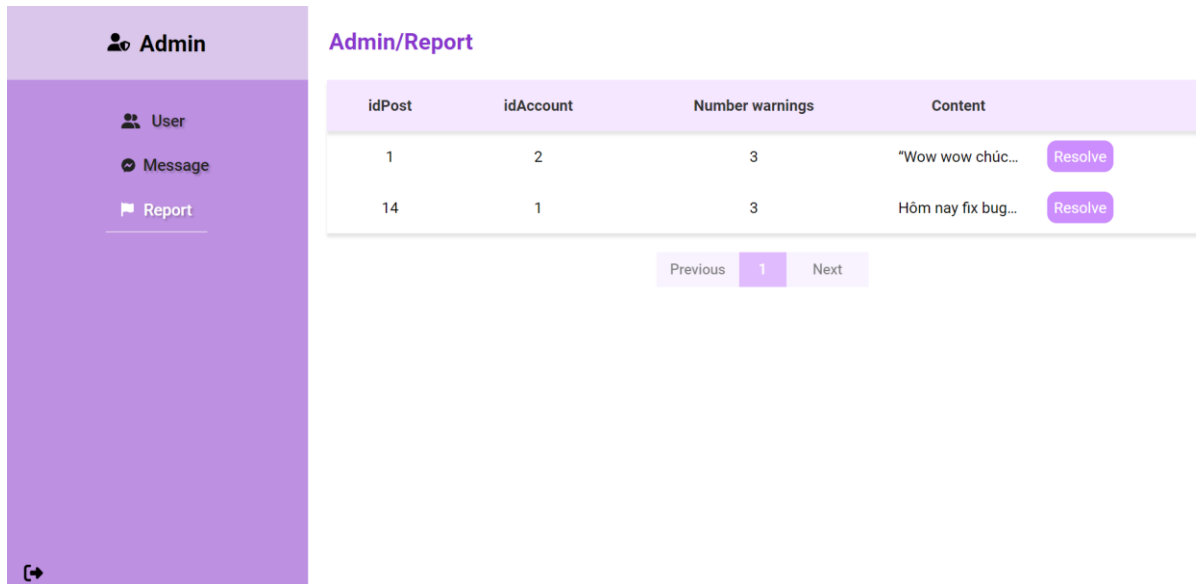 Admin
User
Message
Report
Admin/Report
idPost idAccount Number warnings Content
1 2 3 “Wow wow chúc... Resolve
14 1 3 Hôm nay fix bug... Resolve
Previous 1 Next